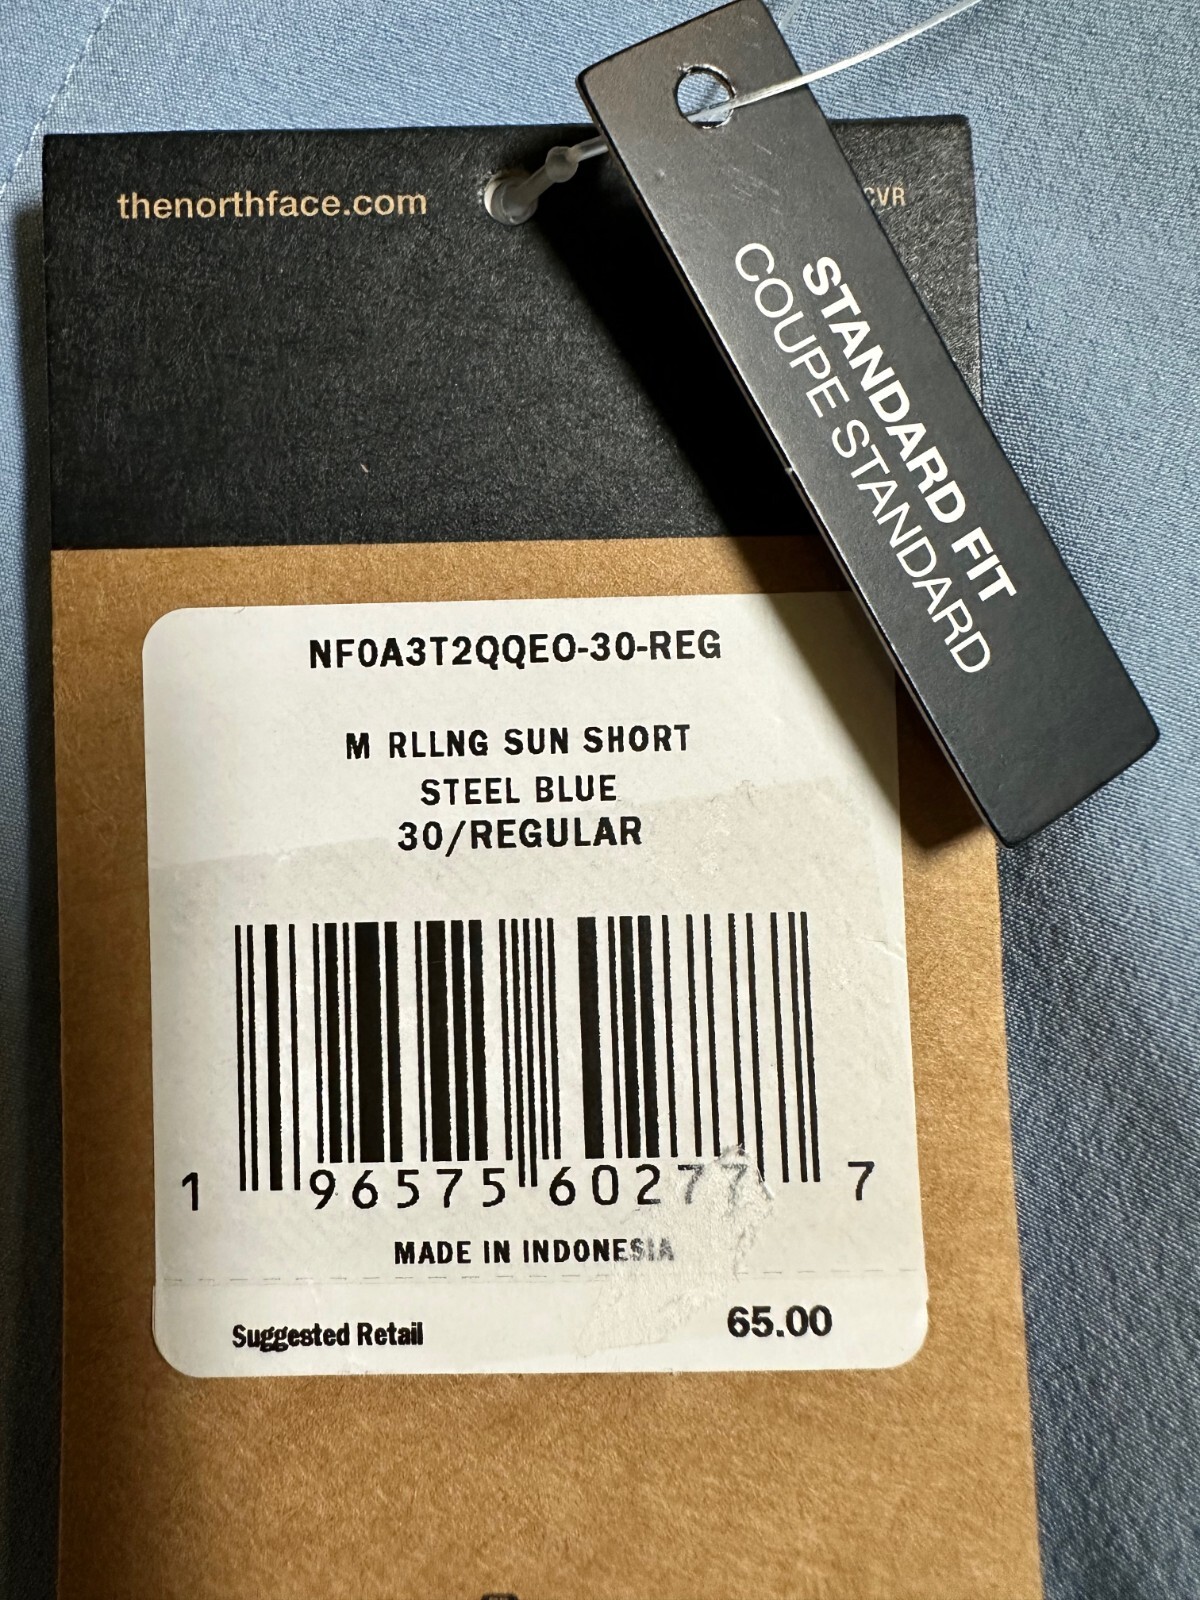 thenorthface.com
CVR
STANDARD FIT
COUPE STANDARD
NF0A3T2QQEO-30-REG
M RLLNG SUN SHORT
STEEL BLUE
30/REGULAR
1 96575 60277 7
MADE IN INDONESIA
Suggested Retail 65.00